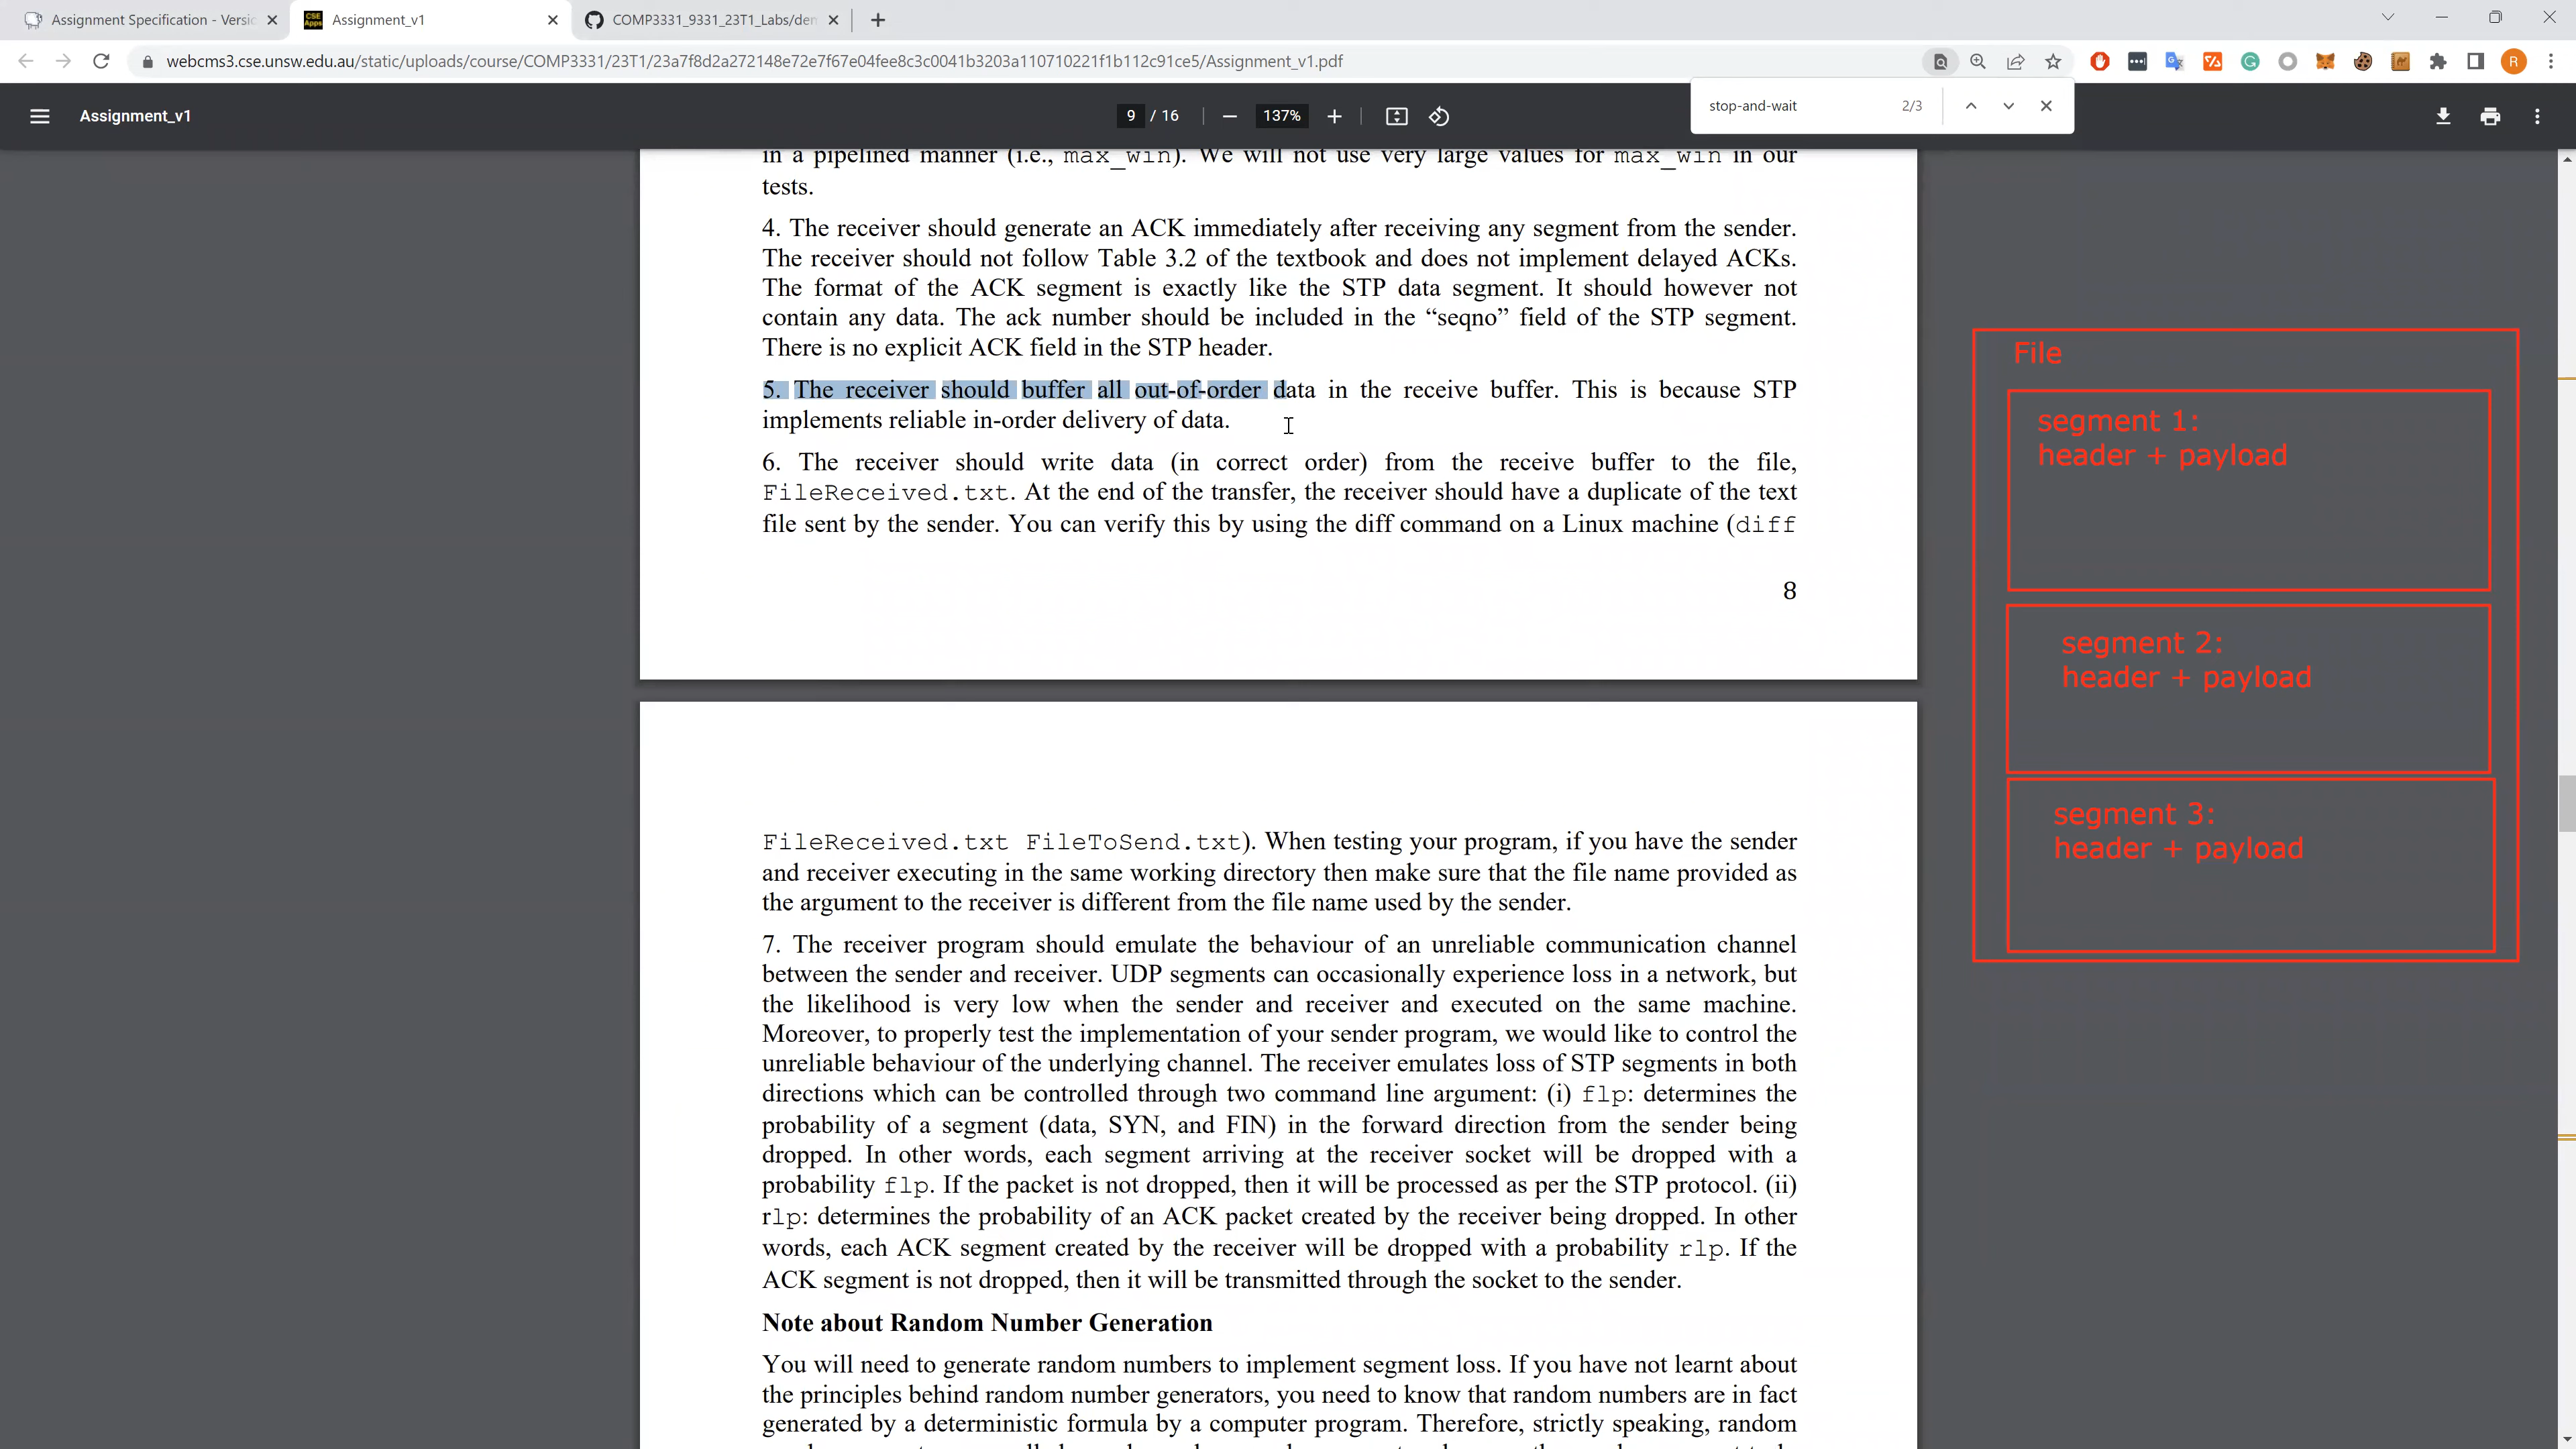 Assignment Specification - Versi
Assignment_v1
COMP3331_9331_23T1_Labs/den
webcms3.cse.unsw.edu.au/static/uploads/course/COMP3331/23T1/23a7f8d2a272148e72e7f67e04fee8c3c0041b3203a110710221f1b112c91ce5/Assignment_v1.pdf
R
Assignment_v1
9 / 16
137%
stop-and-wait 2/3
in a pipelined manner (i.e., max_win). We will not use very large values for max_win in our
tests.
4. The receiver should generate an ACK immediately after receiving any segment from the sender.
The receiver should not follow Table 3.2 of the textbook and does not implement delayed ACKs.
The format of the ACK segment is exactly like the STP data segment. It should however not
contain any data. The ack number should be included in the “seqno” field of the STP segment.
There is no explicit ACK field in the STP header.
5. The receiver should buffer all out-of-order data in the receive buffer. This is because STP
implements reliable in-order delivery of data.
6. The receiver should write data (in correct order) from the receive buffer to the file,
FileReceived.txt. At the end of the transfer, the receiver should have a duplicate of the text
file sent by the sender. You can verify this by using the diff command on a Linux machine (diff
8
FileReceived.txt FileToSend.txt). When testing your program, if you have the sender
and receiver executing in the same working directory then make sure that the file name provided as
the argument to the receiver is different from the file name used by the sender.
7. The receiver program should emulate the behaviour of an unreliable communication channel
between the sender and receiver. UDP segments can occasionally experience loss in a network, but
the likelihood is very low when the sender and receiver and executed on the same machine.
Moreover, to properly test the implementation of your sender program, we would like to control the
unreliable behaviour of the underlying channel. The receiver emulates loss of STP segments in both
directions which can be controlled through two command line argument: (i) flp: determines the
probability of a segment (data, SYN, and FIN) in the forward direction from the sender being
dropped. In other words, each segment arriving at the receiver socket will be dropped with a
probability flp. If the packet is not dropped, then it will be processed as per the STP protocol. (ii)
rlp: determines the probability of an ACK packet created by the receiver being dropped. In other
words, each ACK segment created by the receiver will be dropped with a probability rlp. If the
ACK segment is not dropped, then it will be transmitted through the socket to the sender.
Note about Random Number Generation
You will need to generate random numbers to implement segment loss. If you have not learnt about
the principles behind random number generators, you need to know that random numbers are in fact
generated by a deterministic formula by a computer program. Therefore, strictly speaking, random
File
segment 1:
header + payload
segment 2:
header + payload
segment 3:
header + payload